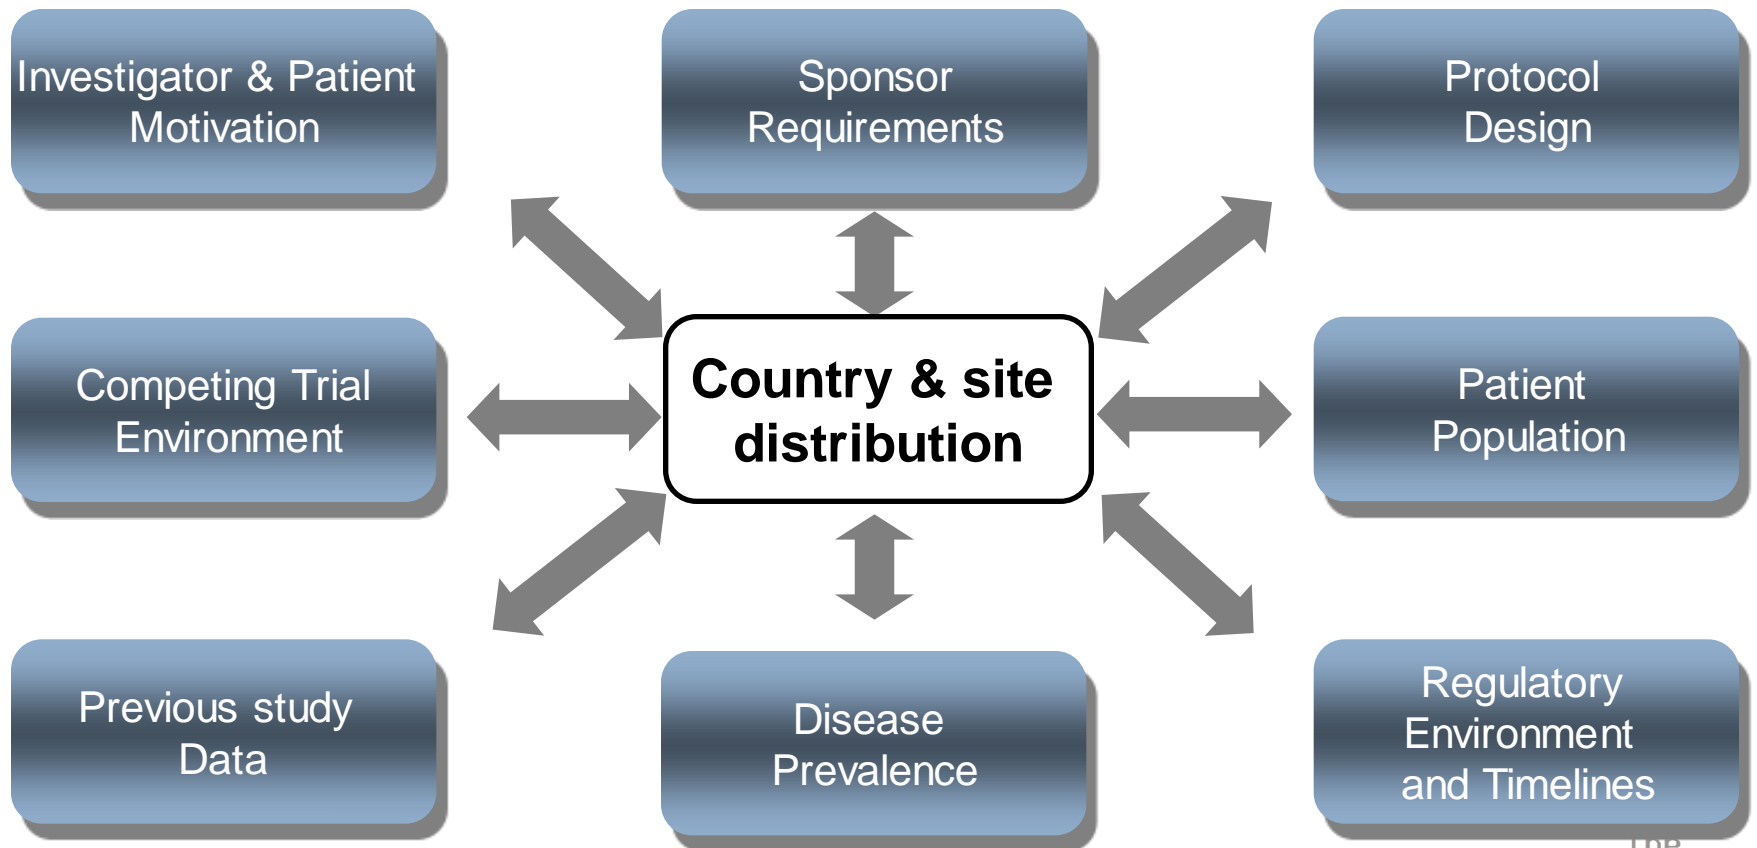 Investigator & Patient
Motivation
Sponsor
Requirements
Protocol
Design
Competing Trial
Environment
Country & site
distribution
Patient
Population
Previous study
Data
Disease
Prevalence
Regulatory
Environment
and Timelines
The